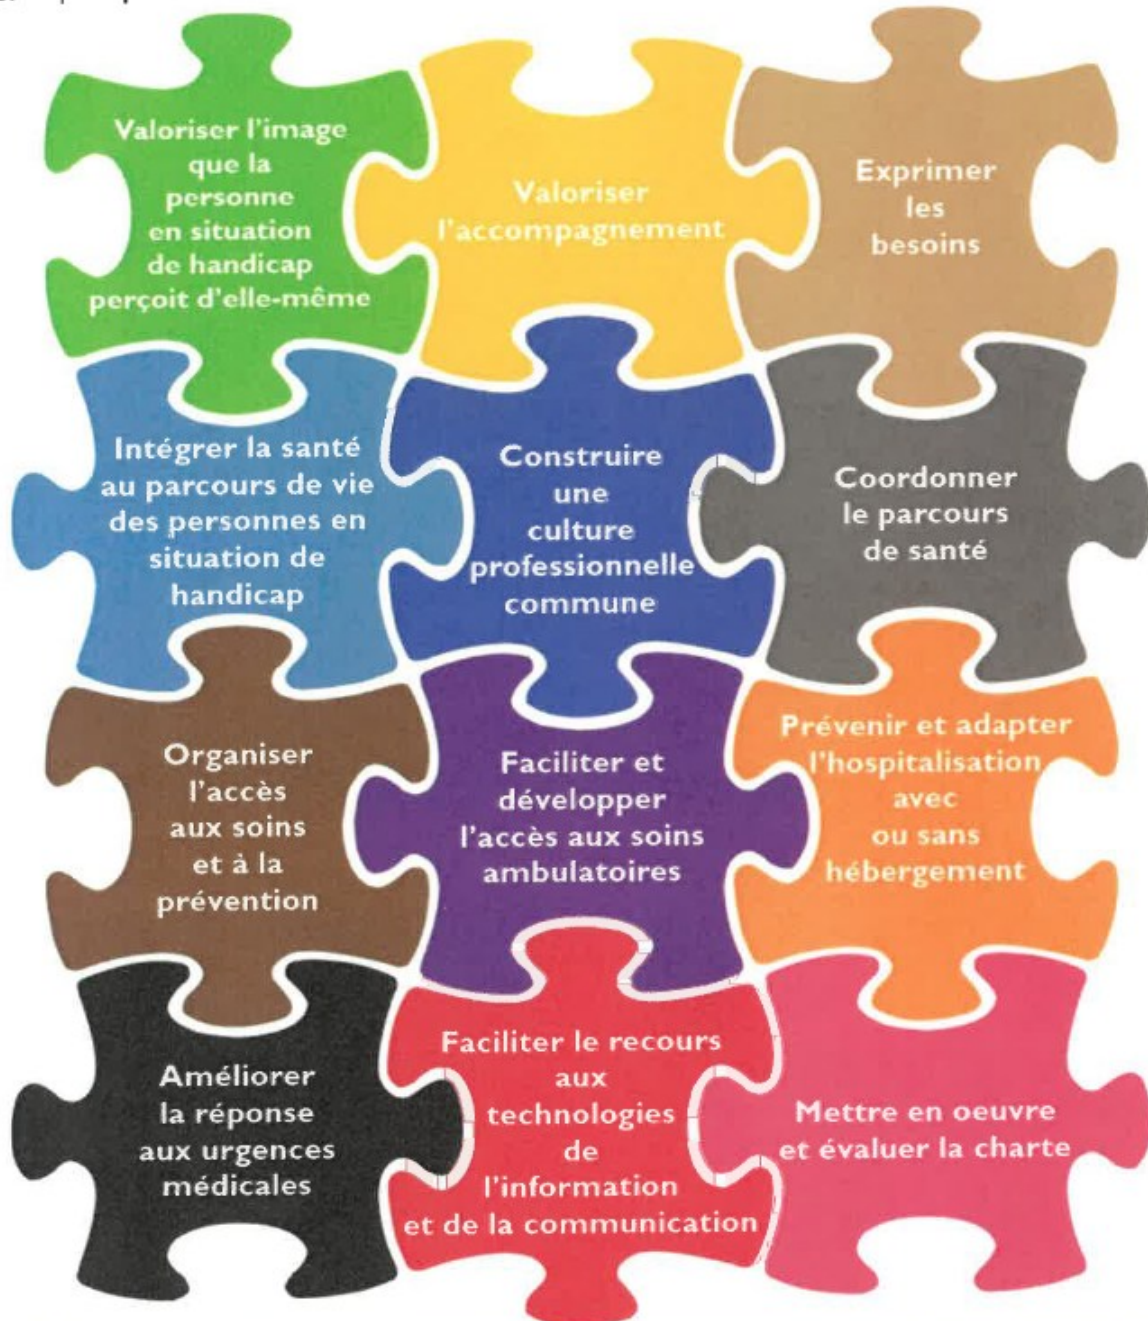 Valoriser l'image
que la
personne
en situation
de handicap
perçoit d'elle-même
Valoriser
l'accompagnement
Exprimer
les
besoins
Intégrer la santé
au parcours de vie
des personnes en
situation de
handicap
Construire
une
culture
professionnelle
commune
Coordonner
le parcours
de santé
Organiser
l'accès
aux soins
et à la
prévention
Faciliter et
développer
l'accès aux soins
ambulatoires
Prévenir et adapter
l'hospitalisation
avec
ou sans
hébergement
Améliorer
la réponse
aux urgences
médicales
Faciliter le recours
aux
technologies
de
l'information
et de la communication
Mettre en oeuvre
et évaluer la charte